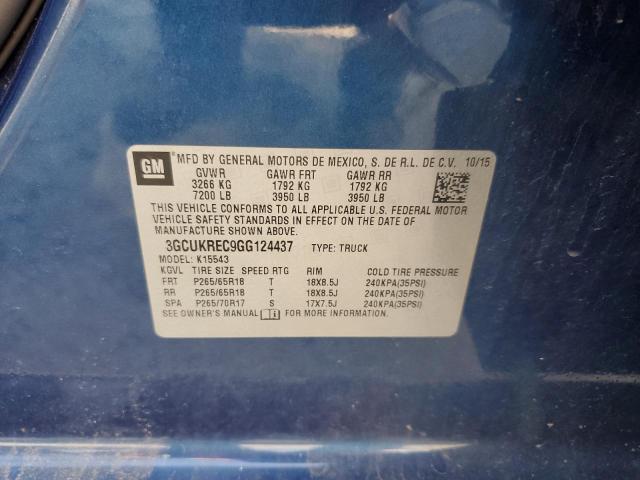 GM MFD BY GENERAL MOTORS DE MEXICO, S. DE R.L. DE C.V. 10/15
GVWR GAWR FRT GAWR RR
3266 KG 1792 KG 1792 KG
7200 LB 3950 LB 3950 LB
THIS VEHICLE CONFORMS TO ALL APPLICABLE U.S. FEDERAL MOTOR
VEHICLE SAFETY STANDARDS IN EFFECT ON THE DATE OF
MANUFACTURE SHOWN ABOVE.
3GCUKREC9GG124437 TYPE: TRUCK
MODEL: K15543
KGVL TIRE SIZE SPEED RTG RIM COLD TIRE PRESSURE
FRT P265/65R18 T 18X8.5J 240KPA(35PSI)
RR P265/65R18 T 18X8.5J 240KPA(35PSI)
SPA P265/70R17 S 17X7.5J 240KPA(35PSI)
SEE OWNER'S MANUAL FOR MORE INFORMATION.